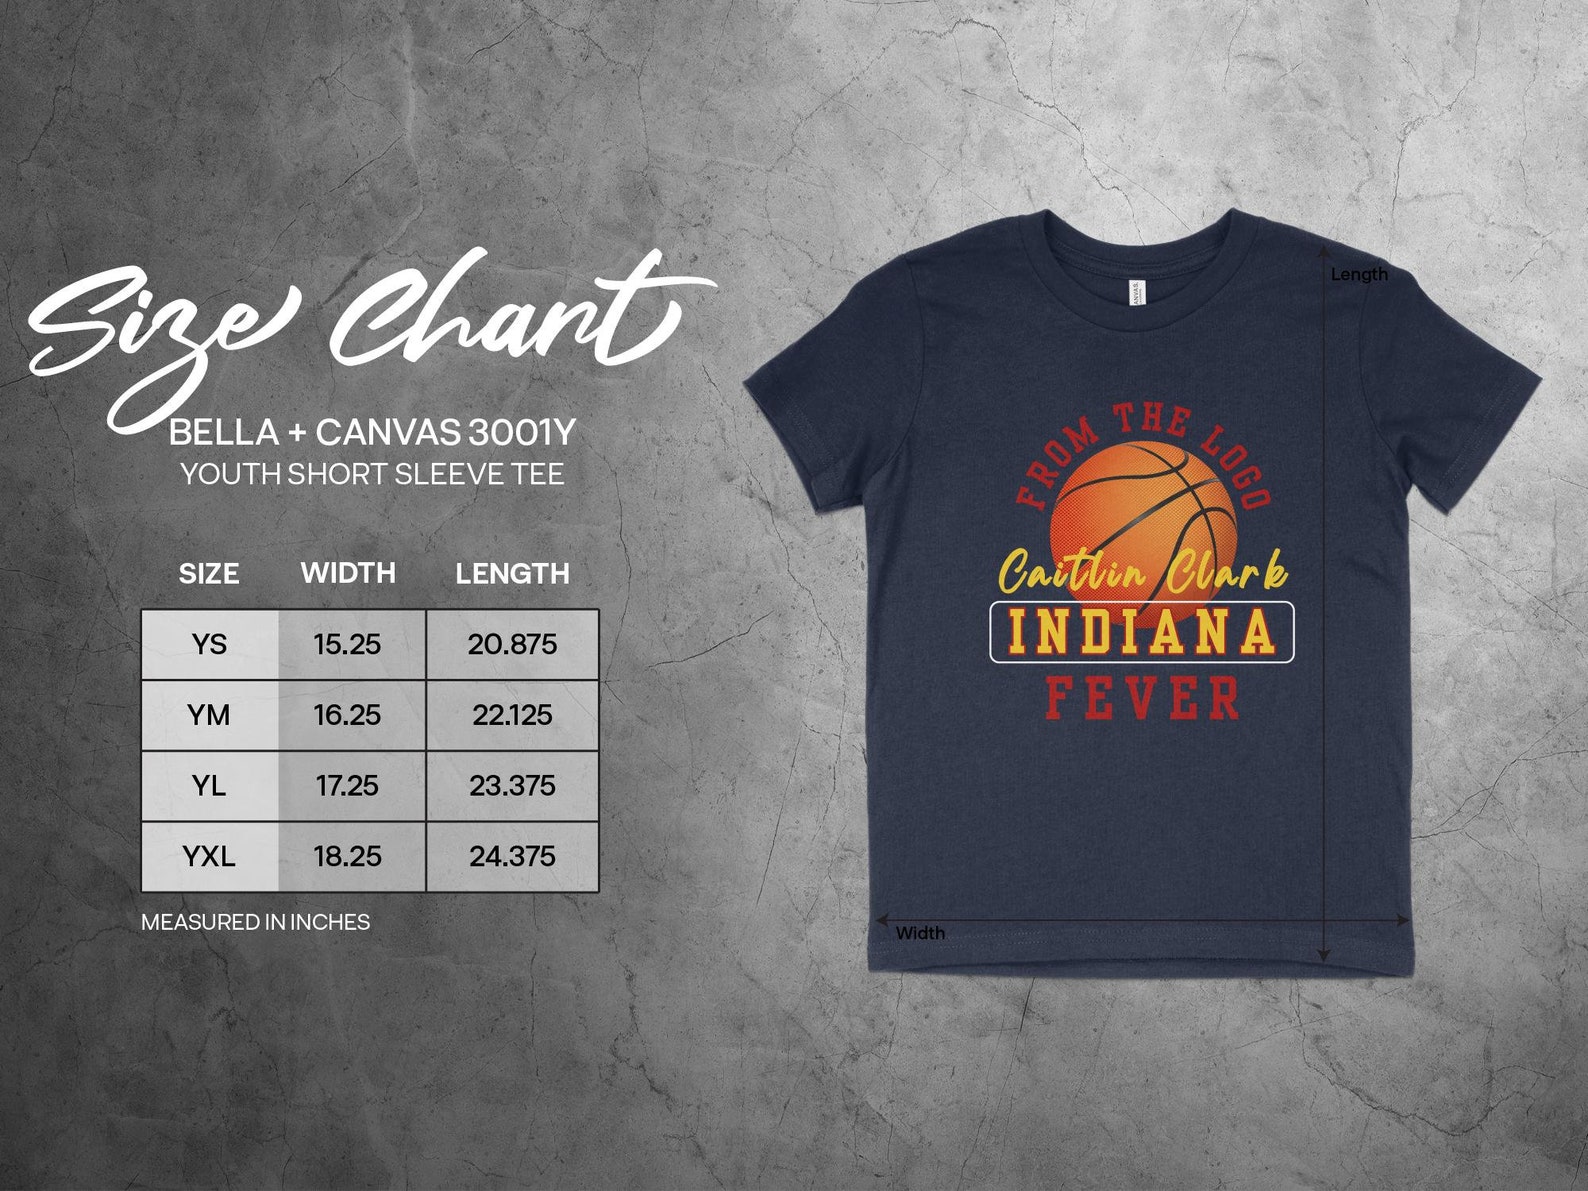 Size Chart
BELLA + CANVAS 3001Y
YOUTH SHORT SLEEVE TEE
SIZE WIDTH LENGTH
YS 15.25 20.875
YM 16.25 22.125
YL 17.25 23.375
YXL 18.25 24.375
MEASURED IN INCHES
Length
CANVAS.
FROM THE LOGO
Caitlin Clark
INDIANA
FEVER
Width